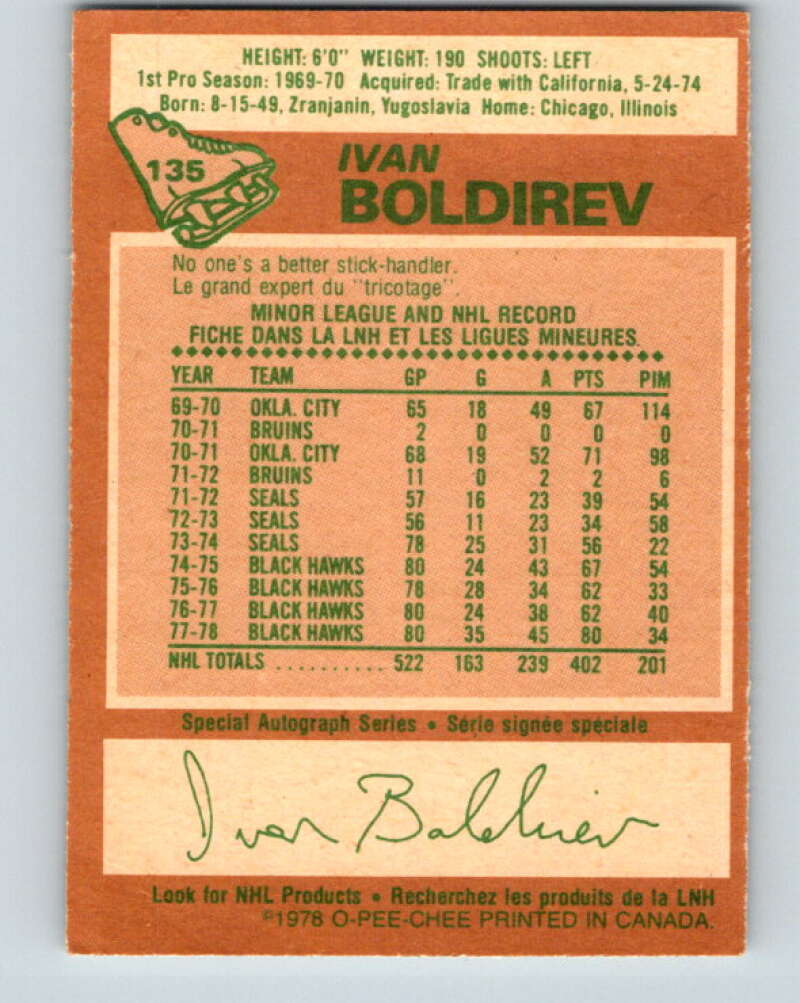 HEIGHT: 6'0" WEIGHT: 190 SHOOTS: LEFT
1st Pro Season: 1969-70 Acquired: Trade with California, 5-24-74
Born: 8-15-49, Zranjanin, Yugoslavia Home: Chicago, Illinois
135
IVAN
BOLDIREV
No one's a better stick-handler.
Le grand expert du "tricotage".
MINOR LEAGUE AND NHL RECORD
FICHE DANS LA LNH ET LES LIGUES MINEURES
YEAR TEAM GP G A PTS PIM
69-70 OKLA. CITY 65 18 49 67 114
70-71 BRUINS 2 0 0 0 0
70-71 OKLA. CITY 68 19 52 71 98
71-72 BRUINS 11 0 2 2 6
71-72 SEALS 57 16 23 39 54
72-73 SEALS 56 11 23 34 58
73-74 SEALS 78 25 31 56 22
74-75 BLACK HAWKS 80 24 43 67 54
75-76 BLACK HAWKS 78 28 34 62 33
76-77 BLACK HAWKS 80 24 38 62 40
77-78 BLACK HAWKS 80 35 45 80 34
NHL TOTALS .......... 522 163 239 402 201
Special Autograph Series • Série signée spéciale
Ivan Boldirev
Look for NHL Products • Recherchez les produits de la LNH
©1978 O-PEE-CHEE PRINTED IN CANADA.